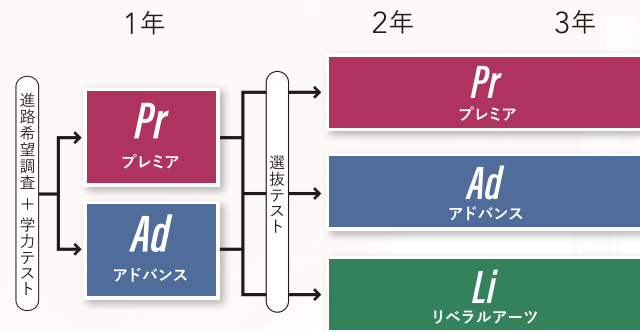 1年
2年
3年
進路希望調査＋学力テスト
Pr
プレミア
Ad
アドバンス
選抜テスト
Pr
プレミア
Ad
アドバンス
Li
リベラルアーツ